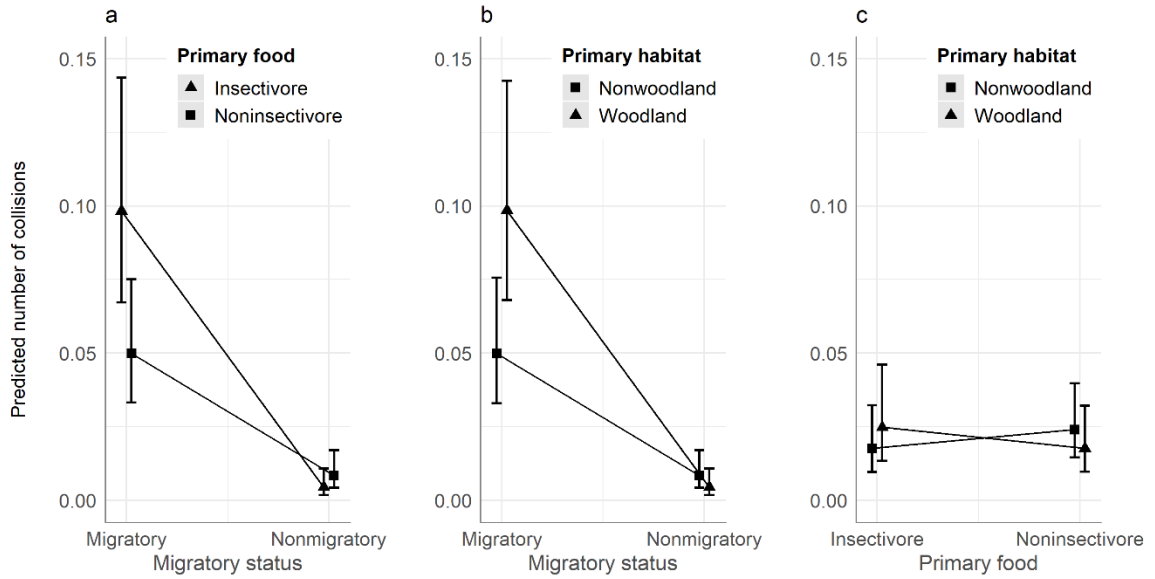 a
Primary food
Insectivore
Noninsectivore
0.15
0.10
0.05
0.00
Predicted number of collisions
Migratory
Nonmigratory
Migratory status
b
Primary habitat
Nonwoodland
Woodland
0.15
0.10
0.05
0.00
Migratory
Nonmigratory
Migratory status
c
Primary habitat
Nonwoodland
Woodland
0.15
0.10
0.05
0.00
Insectivore
Noninsectivore
Primary food